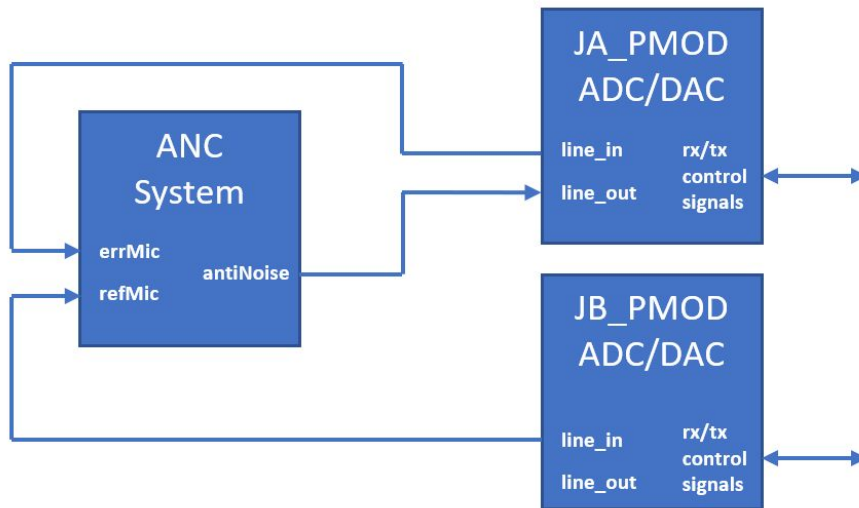 ANC
System
errMic
refMic
antiNoise
JA_PMOD
ADC/DAC
line_in
line_out
rx/tx
control
signals
JB_PMOD
ADC/DAC
line_in
line_out
rx/tx
control
signals